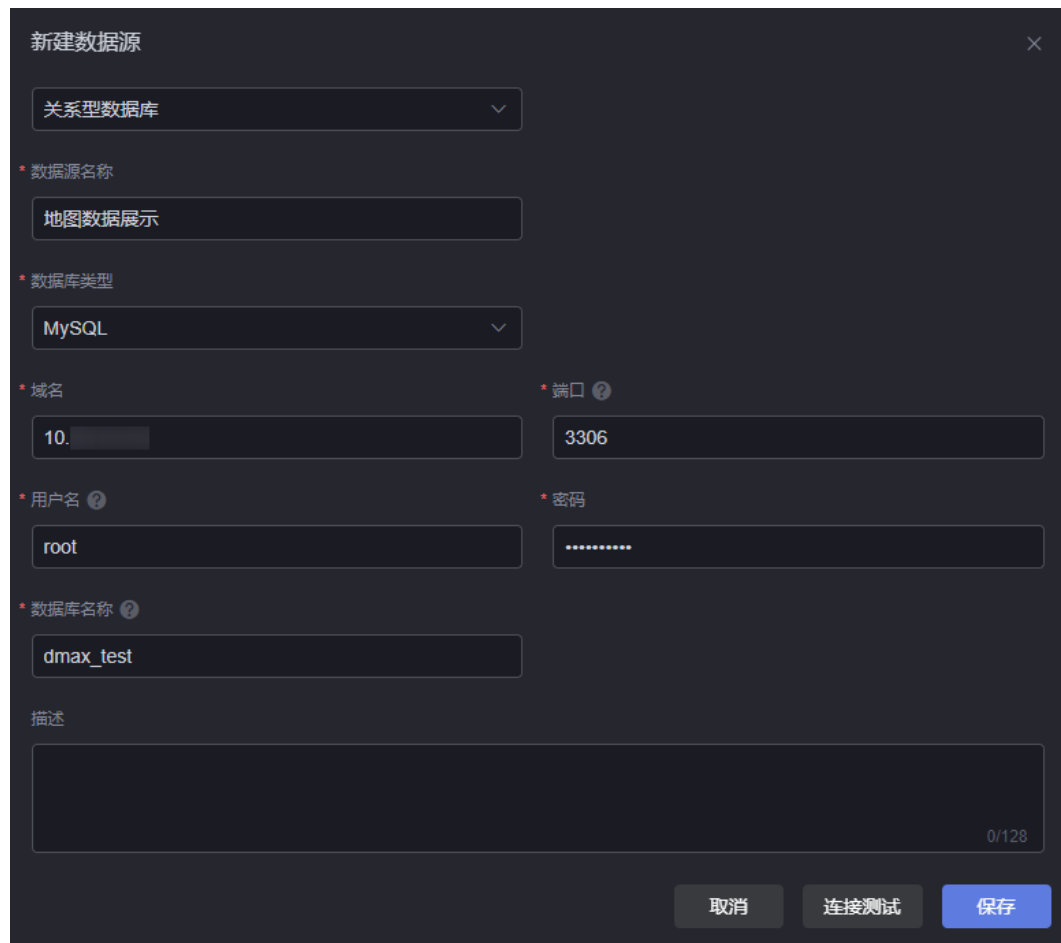 新建数据源
关系型数据库
* 数据源名称
地图数据展示
* 数据库类型
MySQL
* 域名
* 端口
10.
3306
* 用户名
* 密码
root
••••••••••
* 数据库名称
dmax_test
描述
0/128
取消 连接测试 保存